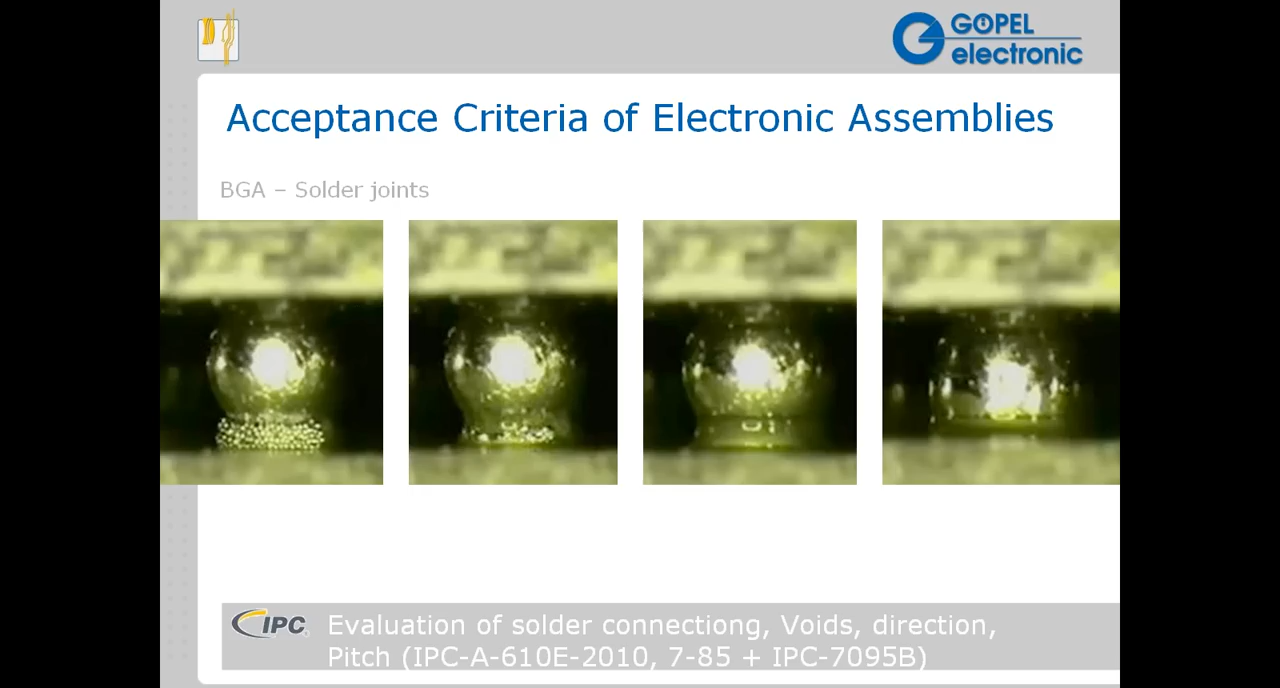 GÖPEL
electronic
Acceptance Criteria of Electronic Assemblies
BGA – Solder joints
IPC
Evaluation of solder connectiong, Voids, direction,
Pitch (IPC-A-610E-2010, 7-85 + IPC-7095B)